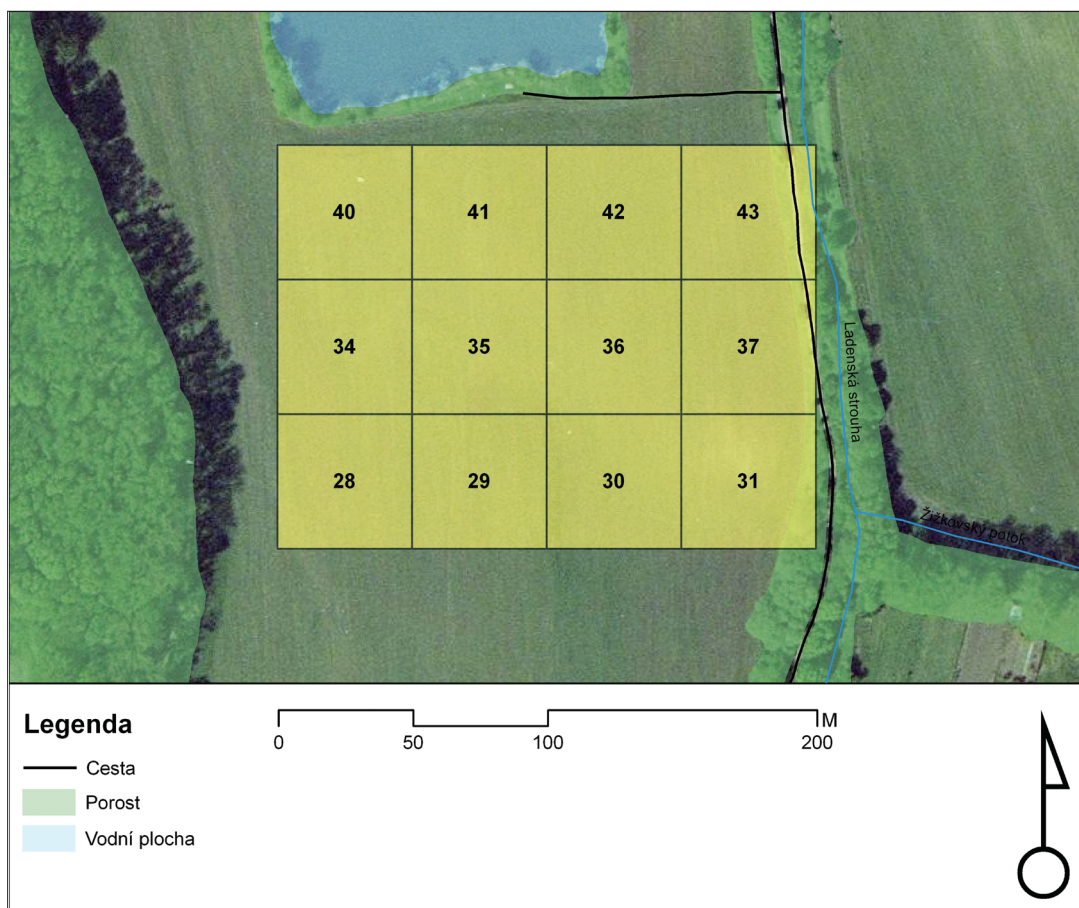 40 41 42 43
34 35 36 37
Ladenská strouha
28 29 30 31
Žižkovský potok
Legenda
Cesta
Porost
Vodní plocha
M
0 50 100 200